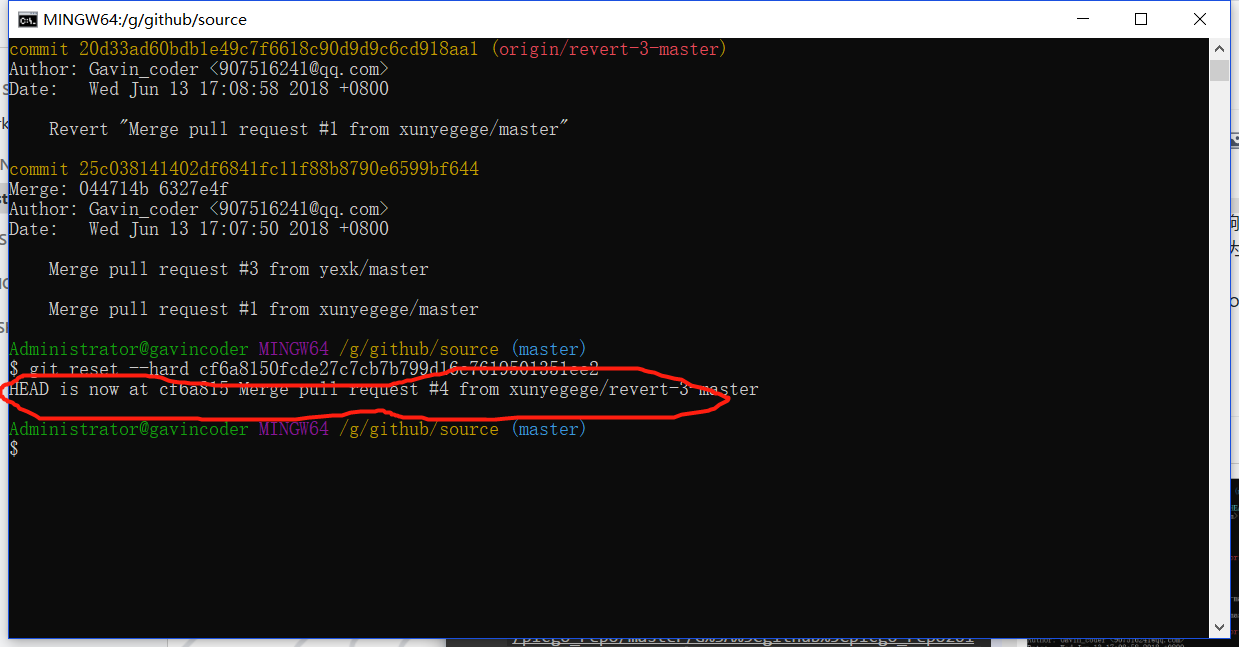 MINGW64:/g/github/source
commit 20d33ad60bdb1e49c7f6618c90d9d9c6cd918aa1 (origin/revert-3-master)
Author: Gavin_coder <907516241@qq.com>
Date:   Wed Jun 13 17:08:58 2018 +0800
Revert "Merge pull request #1 from xunyegege/master"
commit 25c038141402df6841fc11f88b8790e6599bf644
Merge: 044714b 6327e4f
Author: Gavin_coder <907516241@qq.com>
Date:   Wed Jun 13 17:07:50 2018 +0800
Merge pull request #3 from yexk/master
Merge pull request #1 from xunyegege/master
Administrator@gavincoder MINGW64 /g/github/source (master)
$ git reset --hard cf6a8150fcde27c7cb7b799d16c7619501351ee2
HEAD is now at cf6a815 Merge pull request #4 from xunyegege/revert-3-master
Administrator@gavincoder MINGW64 /g/github/source (master)
$